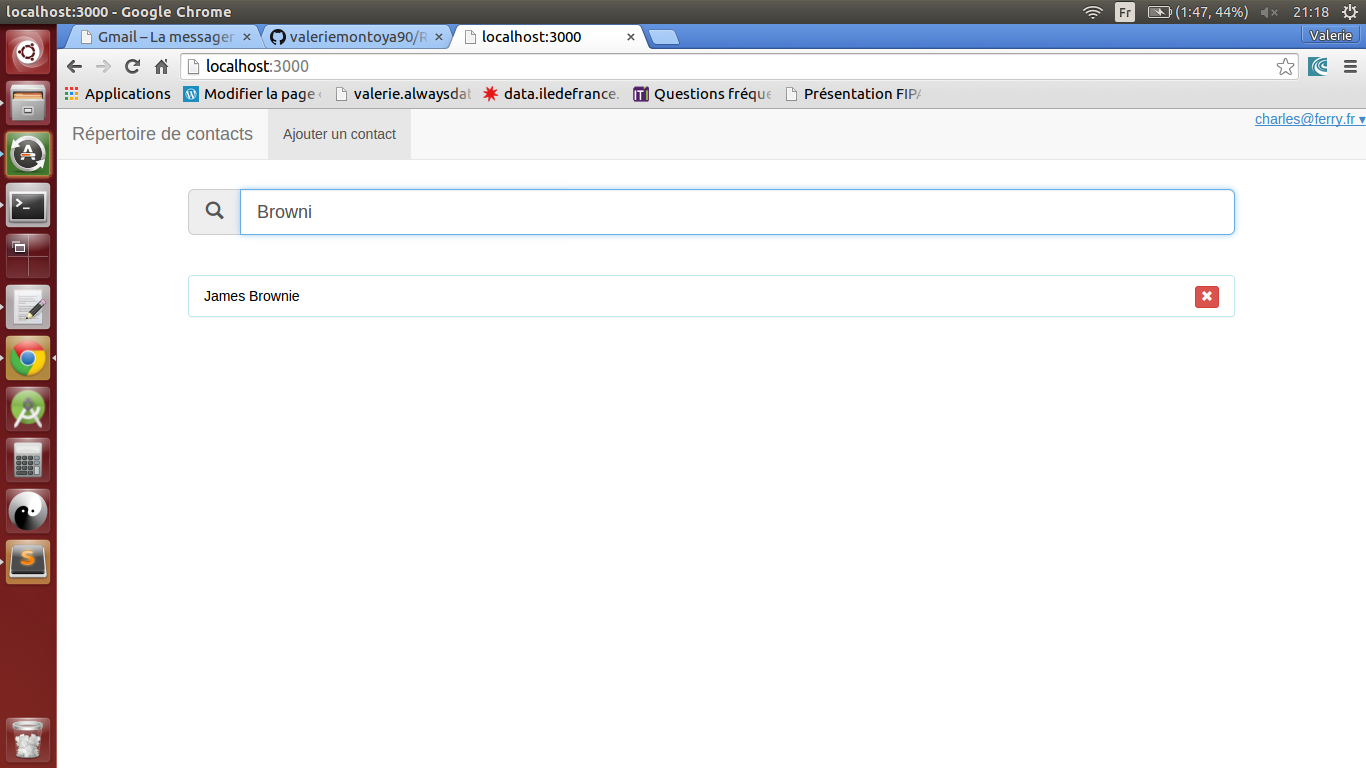 localhost:3000 - Google Chrome
Fr
(1:47, 44%)
21:18
Gmail – La messager
valeriemontoya90/R
localhost:3000
Valerie
localhost:3000
Applications
Modifier la page
valerie.alwaysdat
data.iledefrance.
Questions fréque
Présentation FIPA
Répertoire de contacts
Ajouter un contact
charles@ferry.fr ▾
Browni
James Brownie